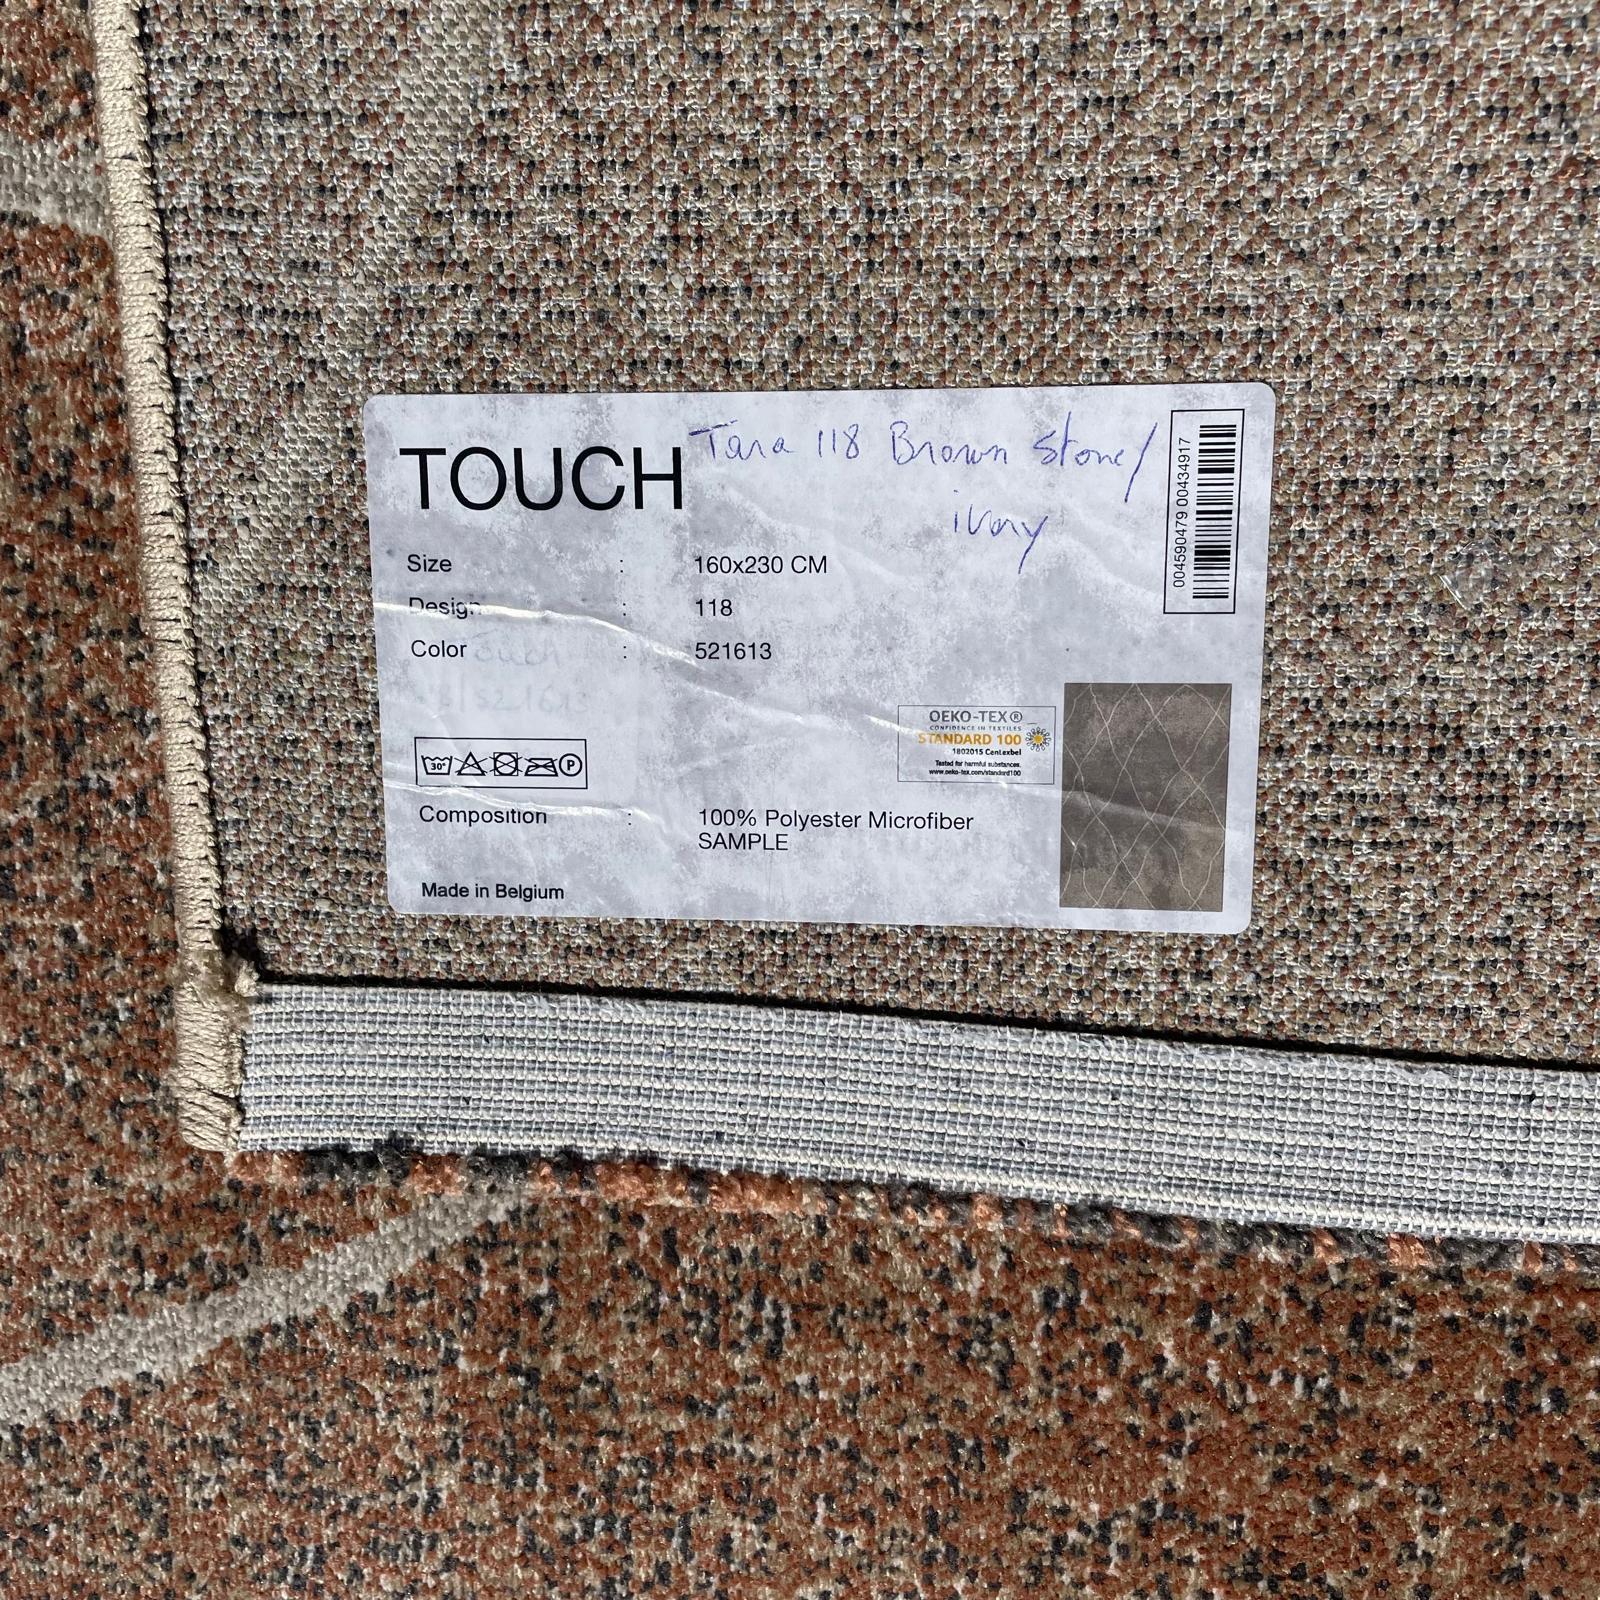 TOUCH
Tara 118 Brown Stone/
ivory
004590479 00434917
Size : 160x230 CM
Design : 118
Color : 521613
OEKO-TEX®
CONFIDENCE IN TEXTILES
STANDARD 100
1802015 Centexbel
Tested for harmful substances.
www.oeko-tex.com/standard100
30°
P
Composition : 100% Polyester Microfiber
SAMPLE
Made in Belgium